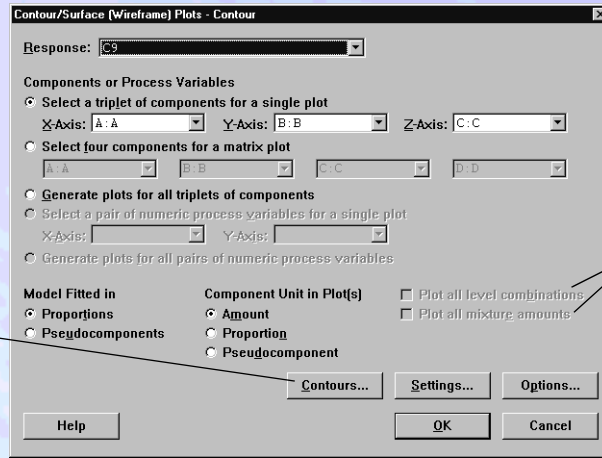 Contour/Surface (Wireframe) Plots - Contour
Response: C9
Components or Process Variables
Select a triplet of components for a single plot
X-Axis: A:A Y-Axis: B:B Z-Axis: C:C
Select four components for a matrix plot
A:A B:B C:C D:D
Generate plots for all triplets of components
Select a pair of numeric process variables for a single plot
X-Axis: Y-Axis:
Generate plots for all pairs of numeric process variables
Model Fitted in Component Unit in Plot(s) Plot all level combinations
Proportions Amount Plot all mixture amounts
Pseudocomponents Proportion
Pseudocomponent
Contours... Settings... Options...
Help OK Cancel